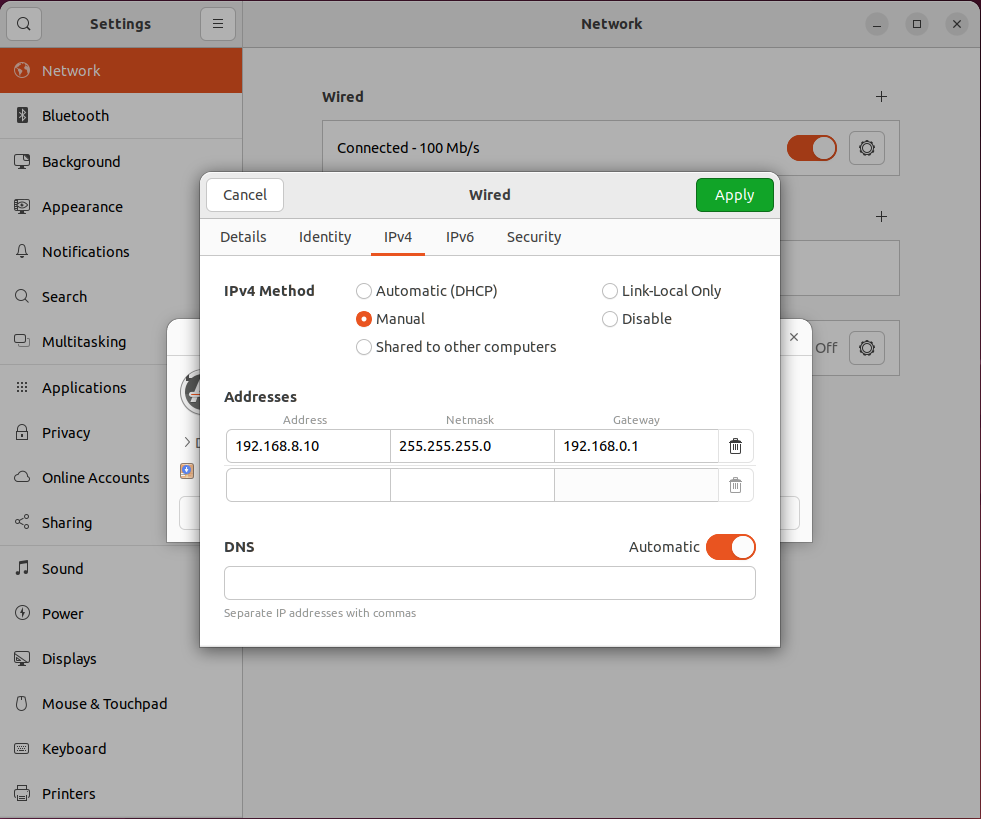 Settings
Network
Network
Bluetooth
Background
Appearance
Notifications
Search
Multitasking
Applications
Privacy
Online Accounts
Sharing
Sound
Power
Displays
Mouse & Touchpad
Keyboard
Printers
Wired
Connected - 100 Mb/s
Off
Cancel
Wired
Apply
Details
Identity
IPv4
IPv6
Security
IPv4 Method
Automatic (DHCP)
Link-Local Only
Manual
Disable
Shared to other computers
Addresses
Address
Netmask
Gateway
192.168.8.10
255.255.255.0
192.168.0.1
DNS
Automatic
Separate IP addresses with commas